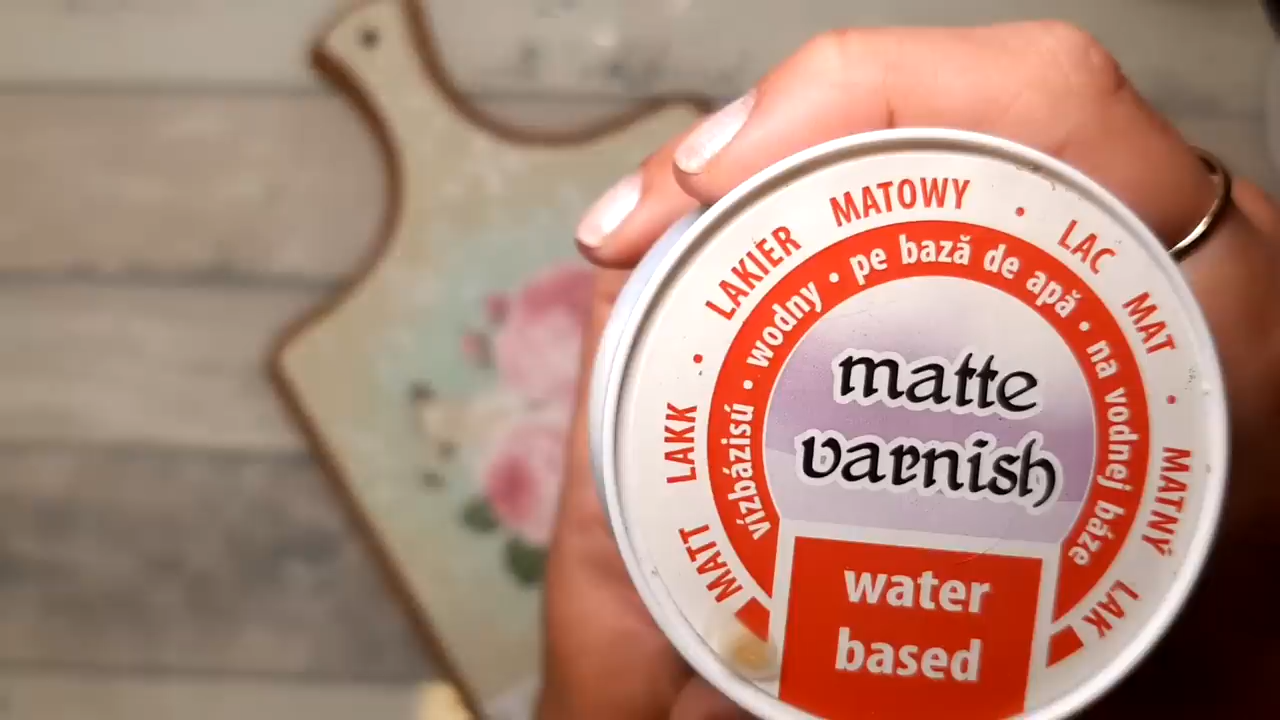 MATT LAKK • LAKIER MATOWY • LAC MAT • MATNÝ LAK
vízbázisú • wodny • pe bază de apă • na vodnej báze
matte
varnish
water
based